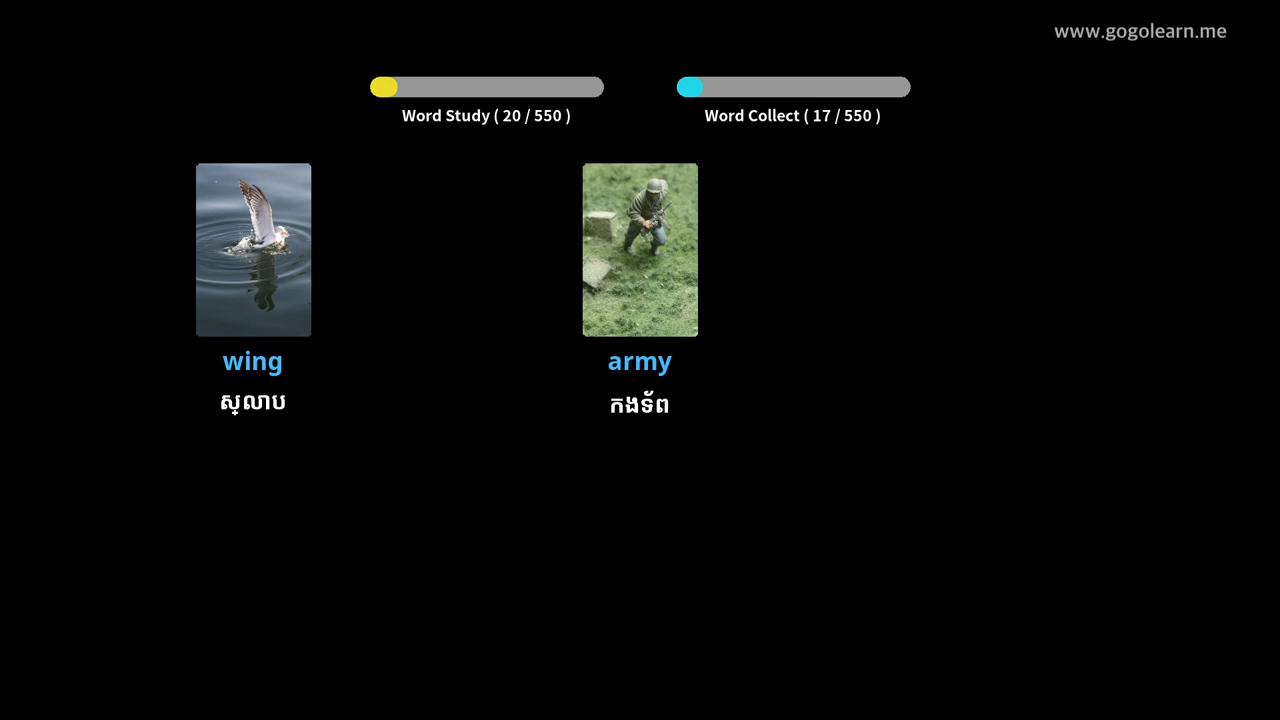 www.gogolearn.me
Word Study ( 20 / 550 )
Word Collect ( 17 / 550 )
wing
ស្លាប
army
កងទ័ព